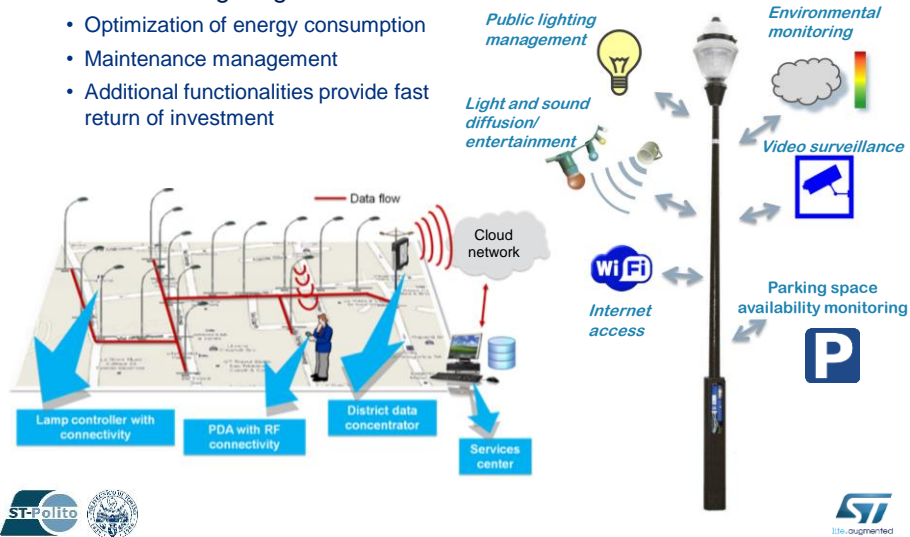 • Optimization of energy consumption
• Maintenance management
• Additional functionalities provide fast
return of investment
Public lighting
management
Environmental
monitoring
Light and sound
diffusion/
entertainment
Video surveillance
Data flow
Cloud
network
Wi Fi
Internet
access
Parking space
availability monitoring
P
Lamp controller with
connectivity
PDA with RF
connectivity
District data
concentrator
Services
center
ST-Polito
ST
life.augmented